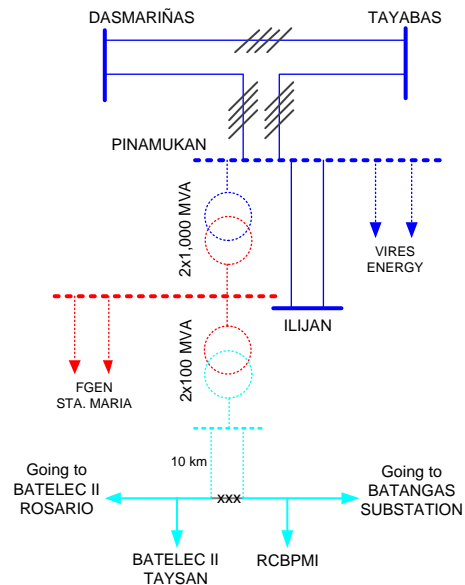 DASMARIÑAS
TAYABAS
PINAMUKAN
2x1,000 MVA
VIRES
ENERGY
ILIJAN
2x100 MVA
FGEN
STA. MARIA
10 km
Going to
BATELEC II
ROSARIO
xxx
Going to
BATANGAS
SUBSTATION
BATELEC II
TAYSAN
RCBPMI